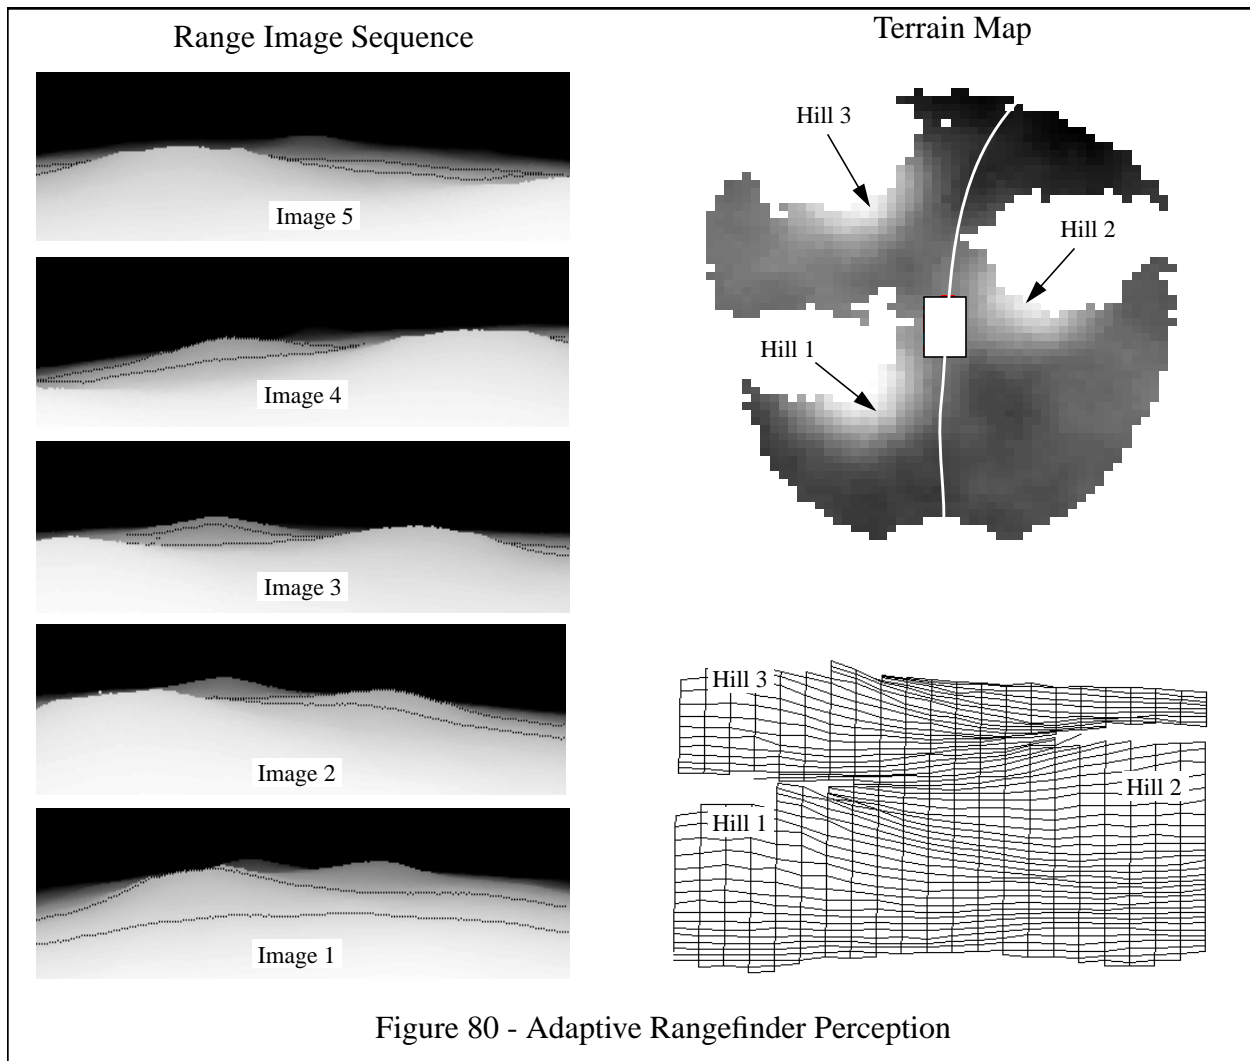 Range Image Sequence
Terrain Map
Image 5
Image 4
Image 3
Image 2
Image 1
Hill 3
Hill 2
Hill 1
Hill 3
Hill 2
Hill 1
Figure 80 - Adaptive Rangefinder Perception